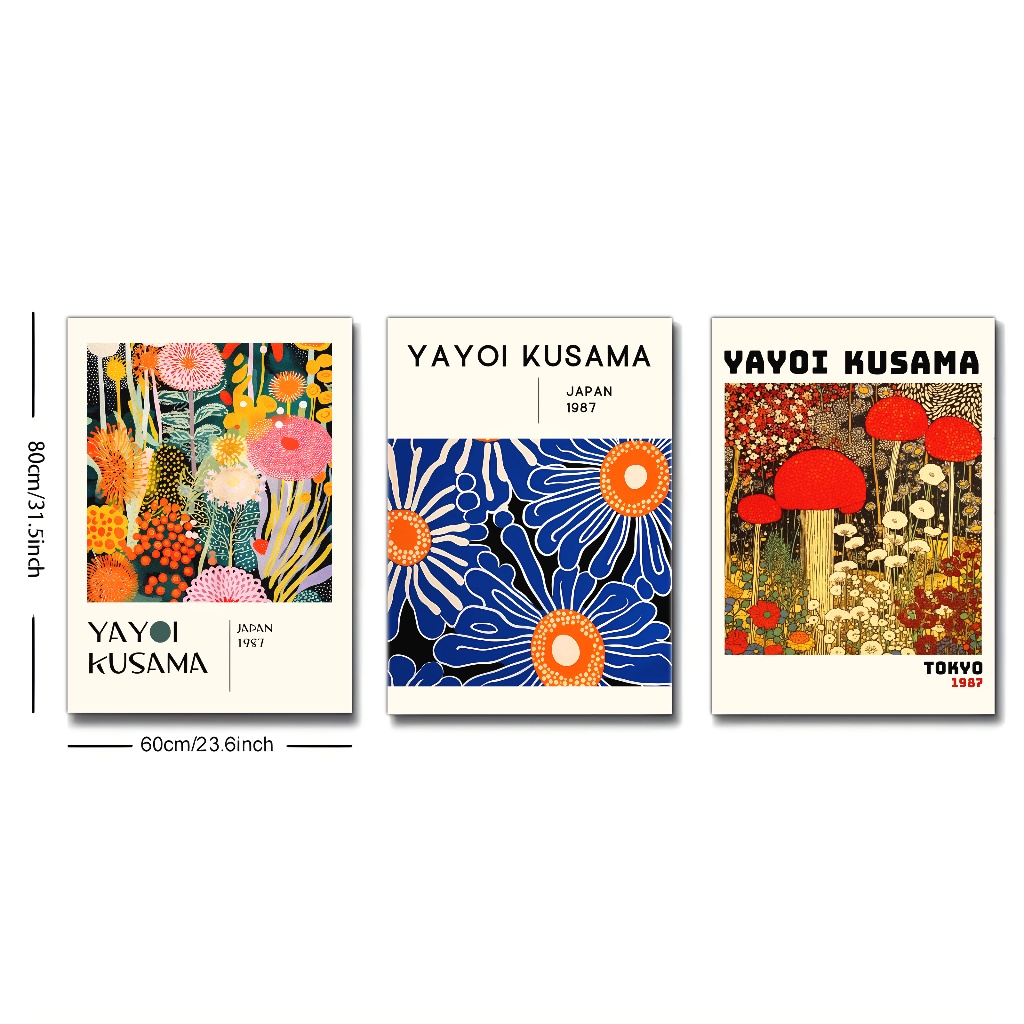 80cm/31.5inch
YAYOI
KUSAMA
JAPAN
1987
60cm/23.6inch
YAYOI KUSAMA
JAPAN
1987
YAYOI KUSAMA
TOKYO
1987